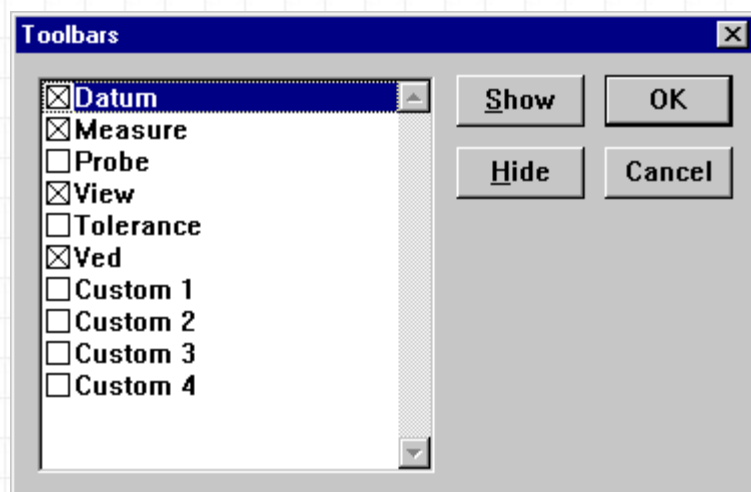 Toolbars
Datum
Measure
Probe
View
Tolerance
Ved
Custom 1
Custom 2
Custom 3
Custom 4
Show
OK
Hide
Cancel